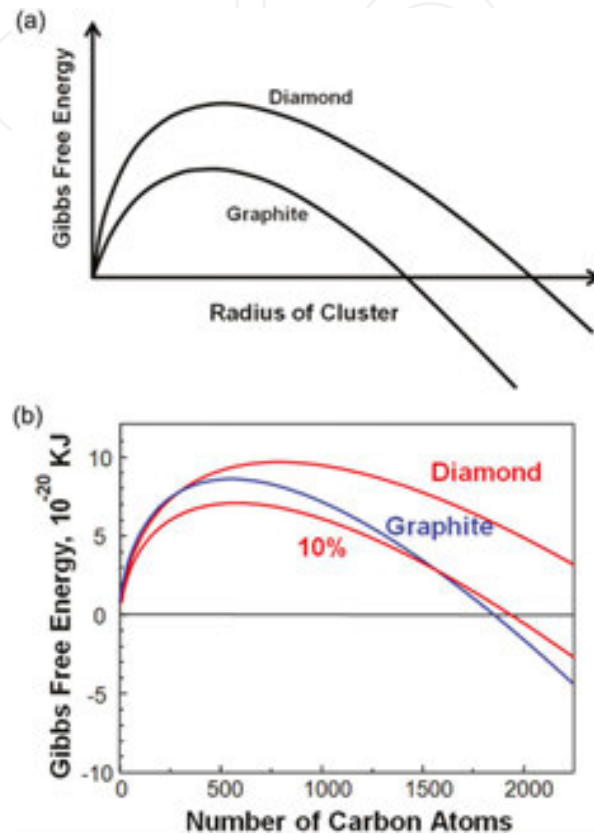 (a)
Gibbs Free Energy
Diamond
Graphite
Radius of Cluster
(b)
Gibbs Free Energy, 10⁻²⁰ KJ
10
5
0
-5
-10
Diamond
Graphite
10%
0 500 1000 1500 2000
Number of Carbon Atoms